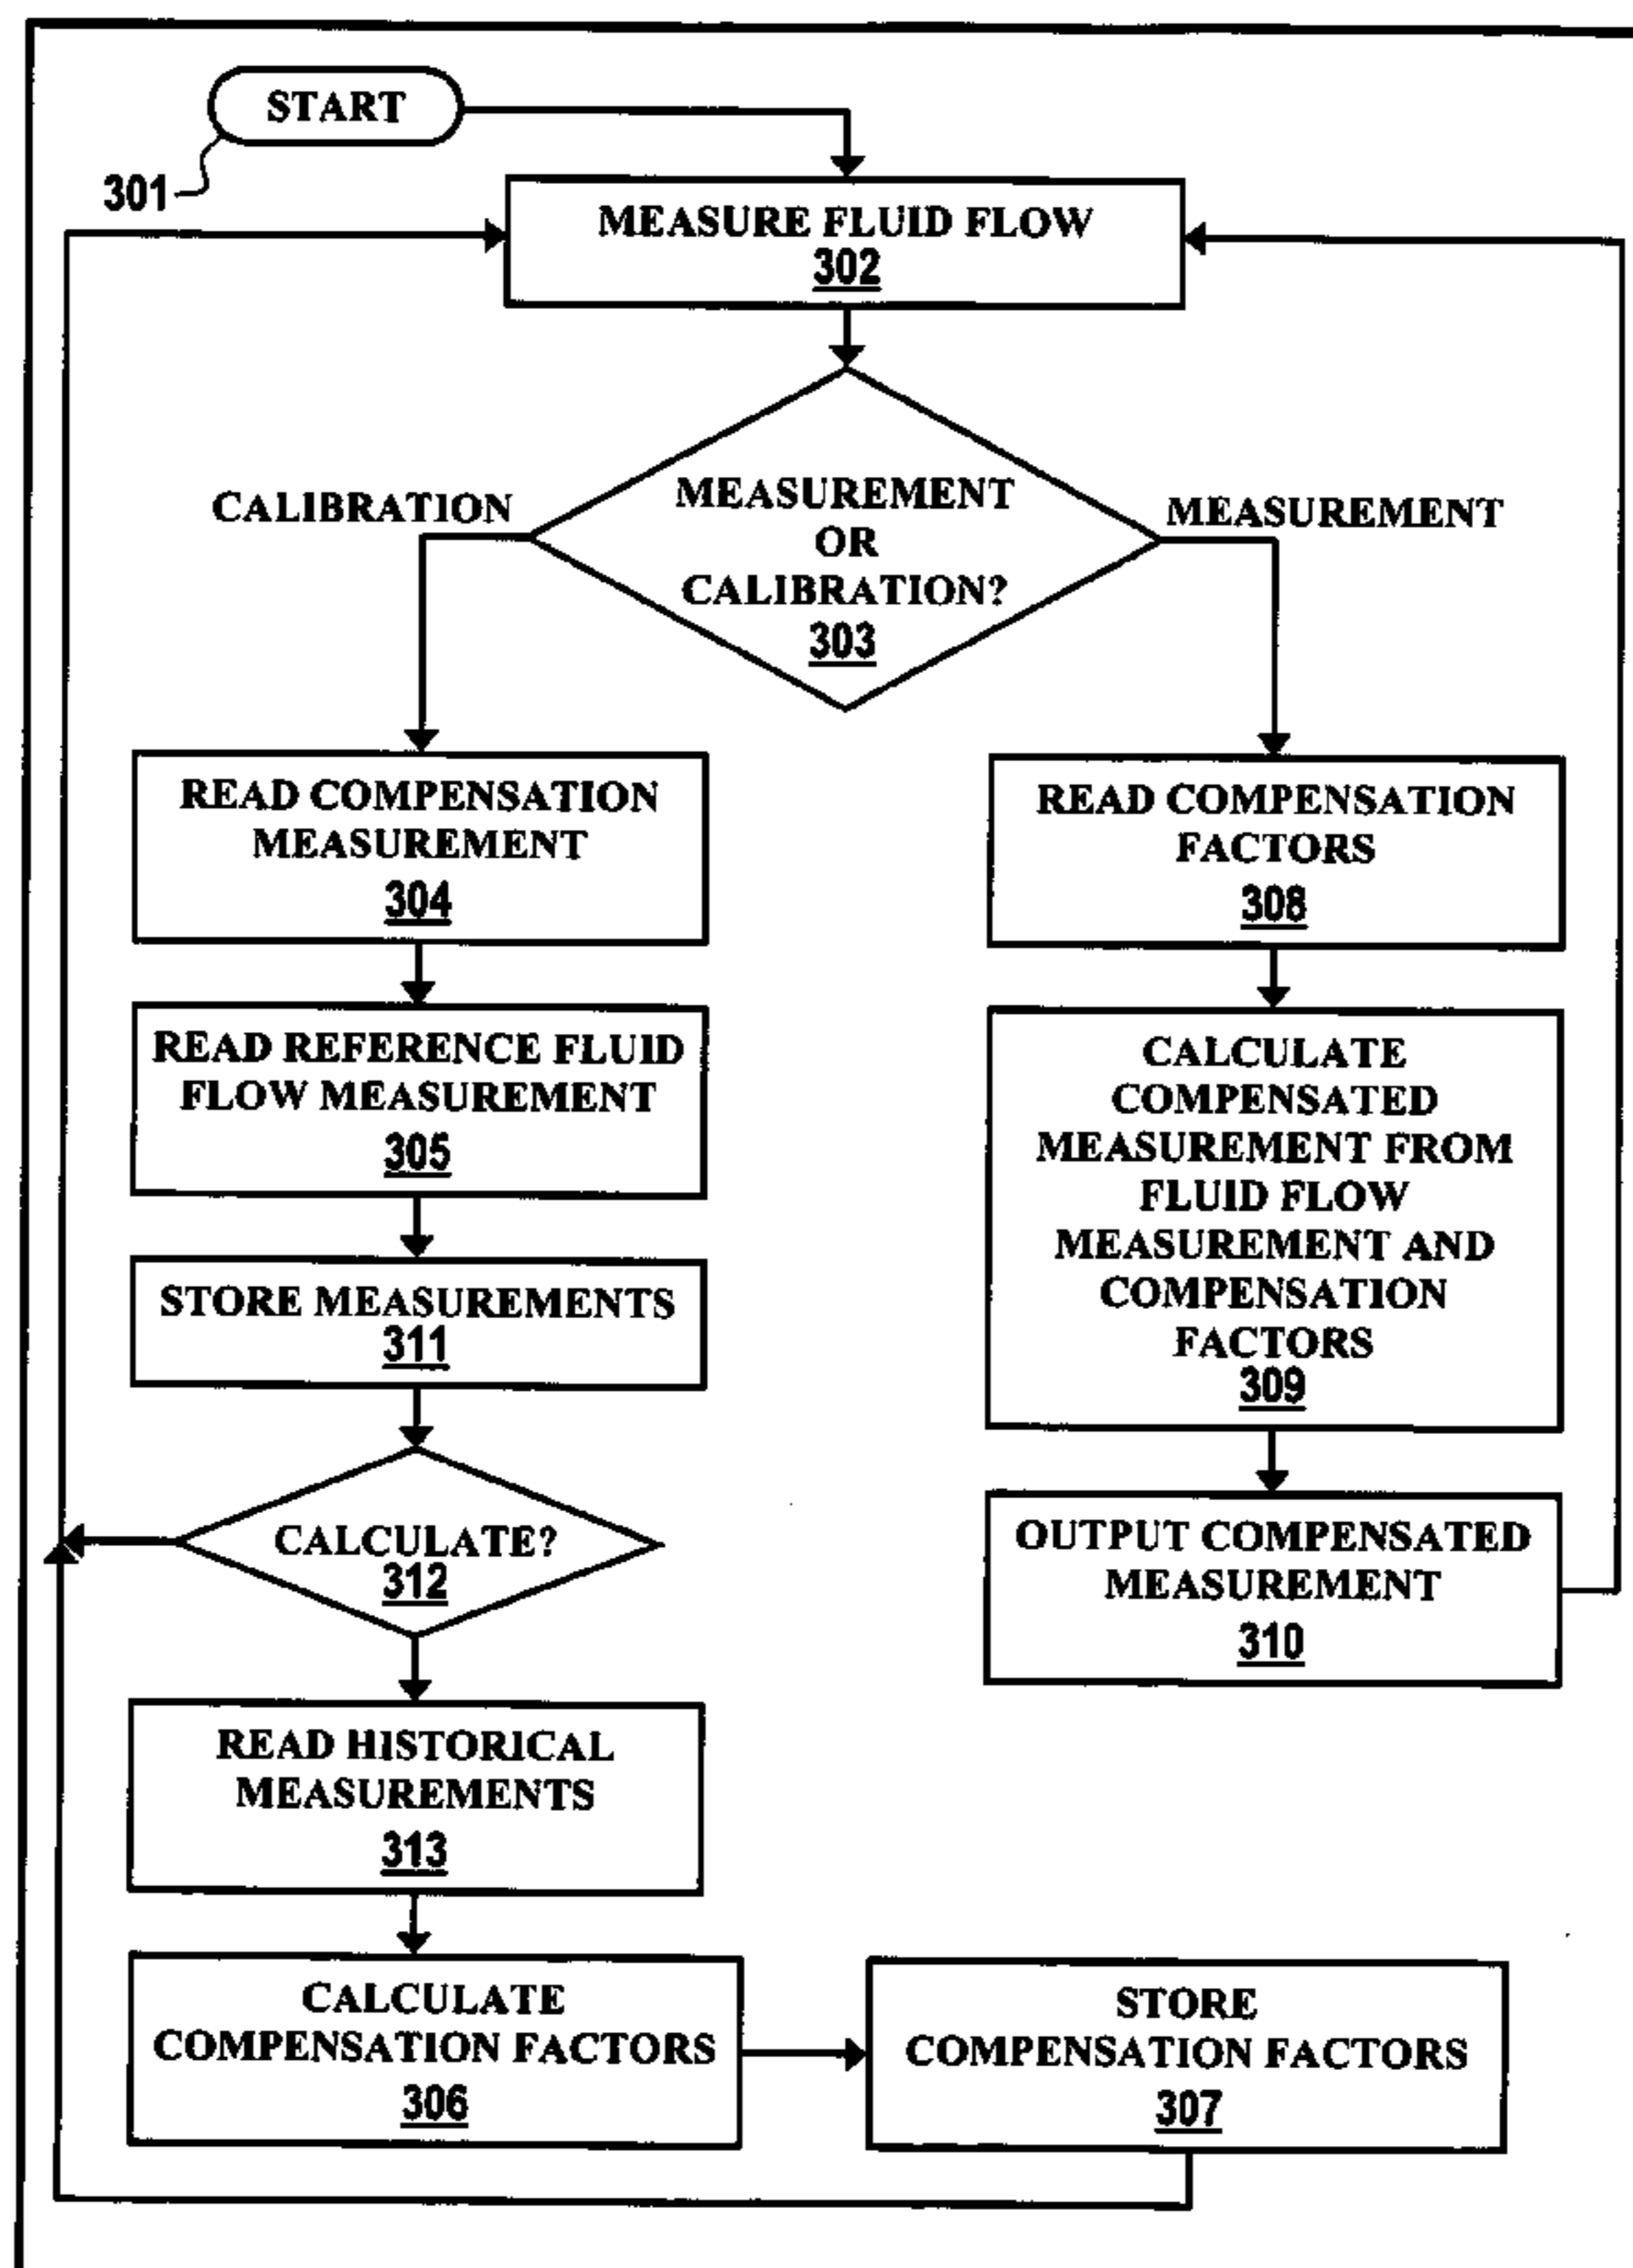 START
301
MEASURE FLUID FLOW
302
CALIBRATION
MEASUREMENT
OR
CALIBRATION?
303
MEASUREMENT
READ COMPENSATION
MEASUREMENT
304
READ REFERENCE FLUID
FLOW MEASUREMENT
305
STORE MEASUREMENTS
311
CALCULATE?
312
READ HISTORICAL
MEASUREMENTS
313
CALCULATE
COMPENSATION FACTORS
306
STORE
COMPENSATION FACTORS
307
READ COMPENSATION
FACTORS
308
CALCULATE
COMPENSATED
MEASUREMENT FROM
FLUID FLOW
MEASUREMENT AND
COMPENSATION
FACTORS
309
OUTPUT COMPENSATED
MEASUREMENT
310